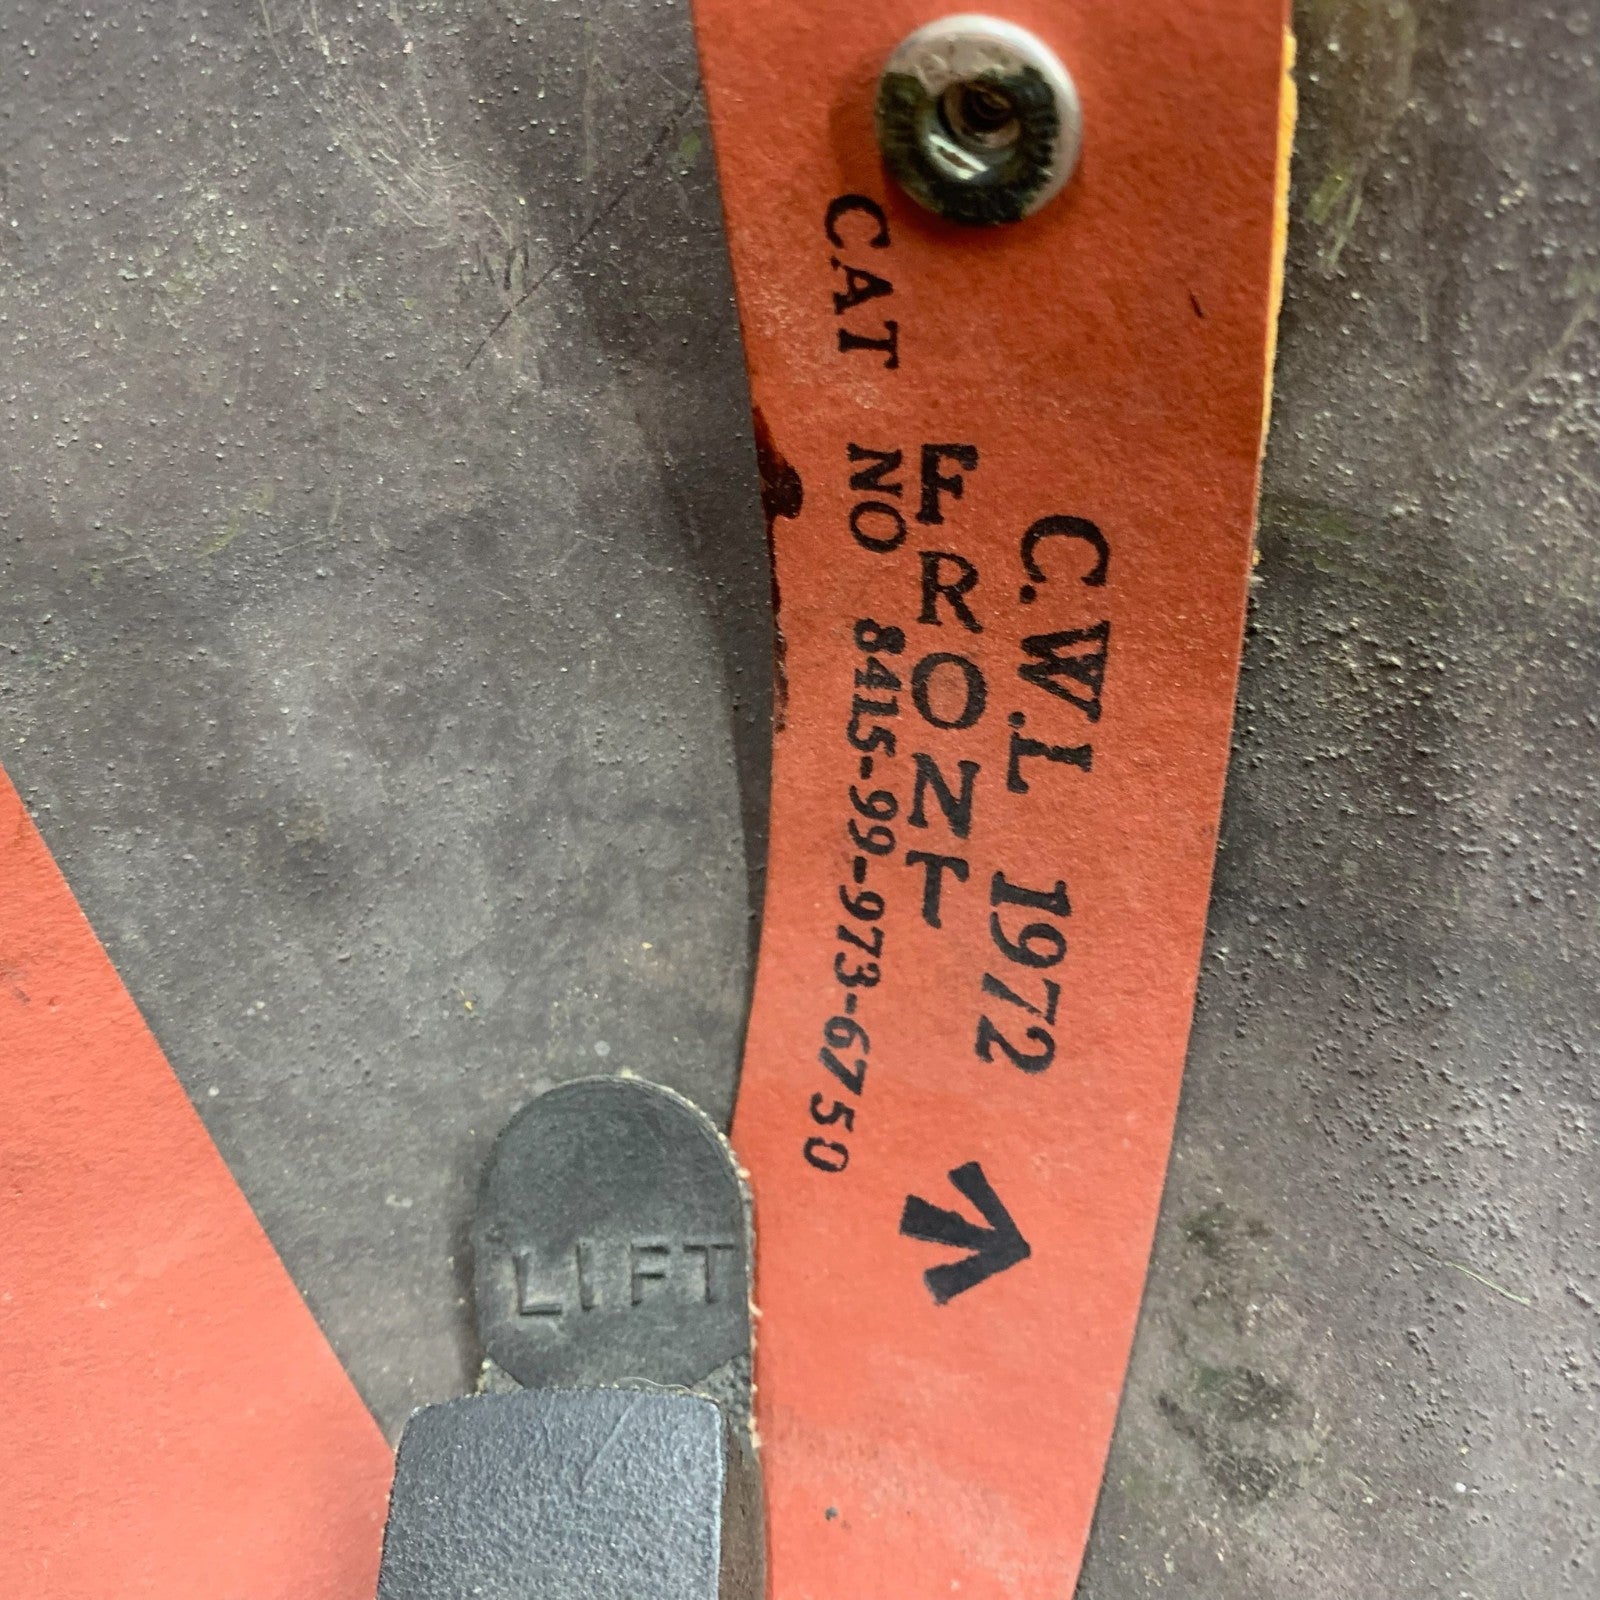 C.W.L 1972
FRONT
CAT NO 8415-99-973-6750
LIFT